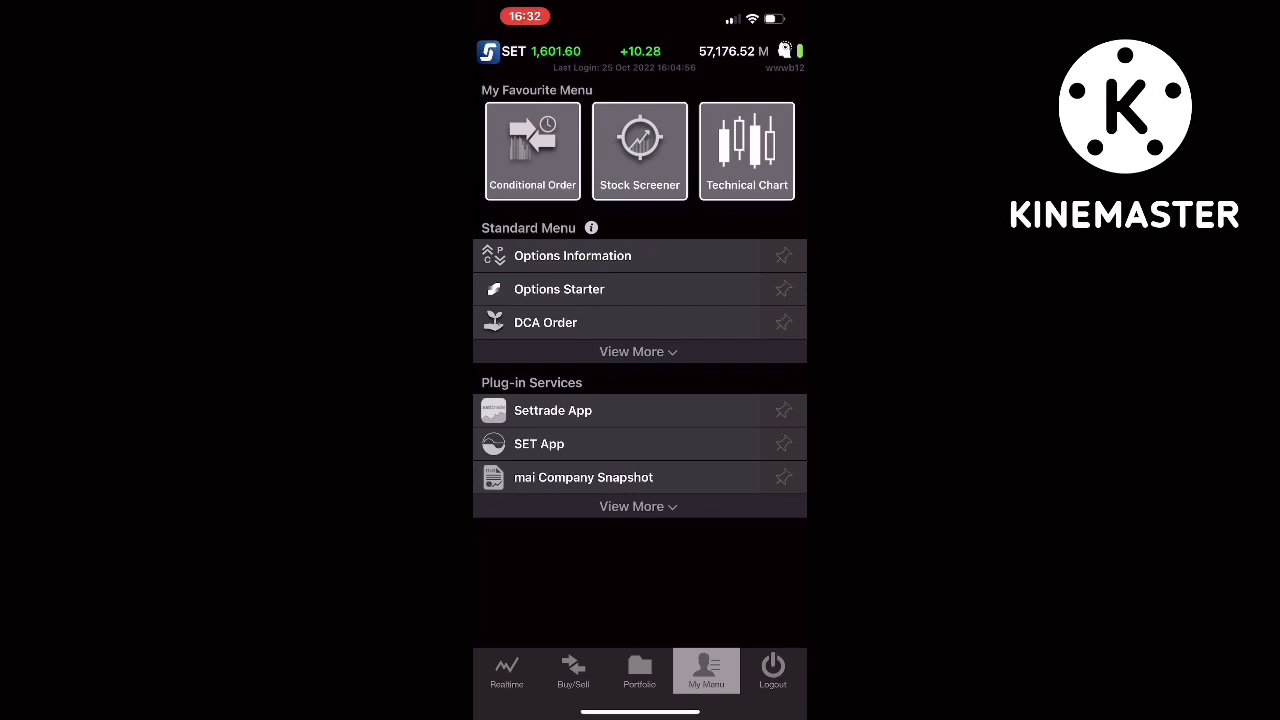 16:32
SET 1,601.60 +10.28 57,176.52 M
Last Login: 25 Oct 2022 16:04:56 wwwb12
My Favourite Menu
Conditional Order Stock Screener Technical Chart
Standard Menu
P
C
Options Information
Options Starter
DCA Order
View More
Plug-in Services
settrade
Settrade App
SET App
mai
mai Company Snapshot
View More
Realtime Buy/Sell Portfolio My Menu Logout
K
KINEMASTER